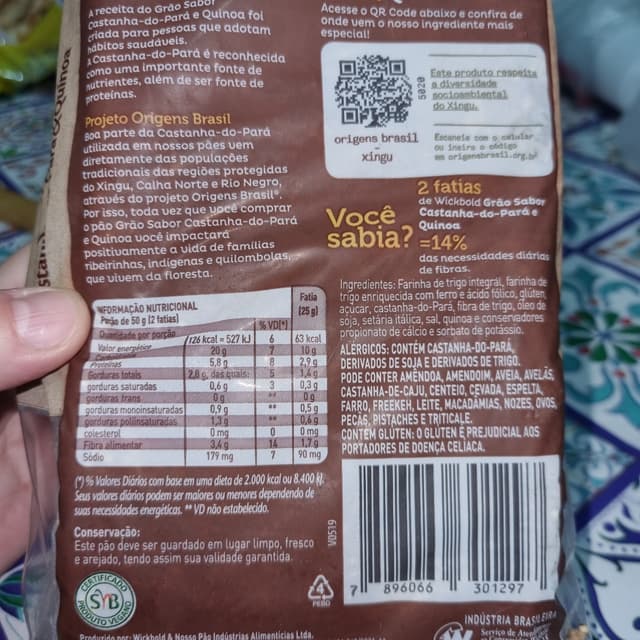 A receita do Grão Sabor
Castanha-do-Pará e Quinoa foi
criada para pessoas que adotam
hábitos saudáveis.
A Castanha-do-Pará é reconhecida
como uma importante fonte de
nutrientes, além de ser fonte de
proteínas.
Projeto Origens Brasil
Boa parte da Castanha-do-Pará
utilizada em nossos pães vem
diretamente das populações
tradicionais das regiões protegidas
do Xingu, Calha Norte e Rio Negro,
através do projeto Origens Brasil®.
Por isso, toda vez que você comprar
o pão Grão Sabor Castanha-do-Pará
e Quinoa você impactará
positivamente a vida de famílias
ribeirinhas, indígenas e quilombolas,
que vivem da floresta.
Acesse o QR Code abaixo e confira de
onde vem o nosso ingrediente mais
especial!
5020
Este produto respeita
a diversidade
socioambiental
do Xingu.
origens brasil
-
xingu
Escaneie com o celular
ou insira o código
em origensbrasil.org.br
Você
sabia?
2 fatias
de Wickbold Grão Sabor
Castanha-do-Pará e
Quinoa
=14%
das necessidades diárias
de fibras.
INFORMAÇÃO NUTRICIONAL
Porção de 50 g (2 fatias)
Fatia
(25 g)
Quantidade por porção % VD(*)
Valor energético 126 kcal = 527 kJ 6 63 kcal
20 g 7 10 g
Proteínas 5,8 g 8 2,9 g
Gorduras totais 2,8 g, das quais: 5 1,4 g
gorduras saturadas 0,6 g 3 0,3 g
gorduras trans 0 g ** 0 g
gorduras monoinsaturadas 0,9 g ** 0,5 g
gorduras poliinsaturadas 1,3 g ** 0,6 g
colesterol 0 mg 0 0 mg
Fibra alimentar 3,4 g 14 1,7 g
Sódio 179 mg 7 90 mg
(*) % Valores Diários com base em uma dieta de 2.000 kcal ou 8.400 kJ.
Seus valores diários podem ser maiores ou menores dependendo de
suas necessidades energéticas. ** VD não estabelecido.
Conservação:
Este pão deve ser guardado em lugar limpo, fresco
e arejado, tendo assim sua validade garantida.
Ingredientes: Farinha de trigo integral, farinha de
trigo enriquecida com ferro e ácido fólico, glúten,
açúcar, castanha-do-Pará, fibra de trigo, óleo de
soja, setária itálica, sal, quinua e conservadores
propionato de cálcio e sorbato de potássio.
ALÉRGICOS: CONTÉM CASTANHA-DO-PARÁ,
DERIVADOS DE SOJA E DERIVADOS DE TRIGO.
PODE CONTER AMÊNDOA, AMENDOIM, AVEIA, AVELÃS,
CASTANHA-DE-CAJU, CENTEIO, CEVADA, ESPELTA,
FARRO, FREEKEH, LEITE, MACADÂMIAS, NOZES, OVOS,
PECÃS, PISTACHES E TRITICALE.
CONTÉM GLÚTEN: O GLÚTEN É PREJUDICIAL AOS
PORTADORES DE DOENÇA CELÍACA.
V0519
7 896066 301297
CERTIFICADO
SVB
PRODUTO VEGANO
4
PEBD
INDÚSTRIA BRASILEIRA
Produzido por: Wickbold & Nosso Pão Indústrias Alimentícias Ltda.
& Quinoa